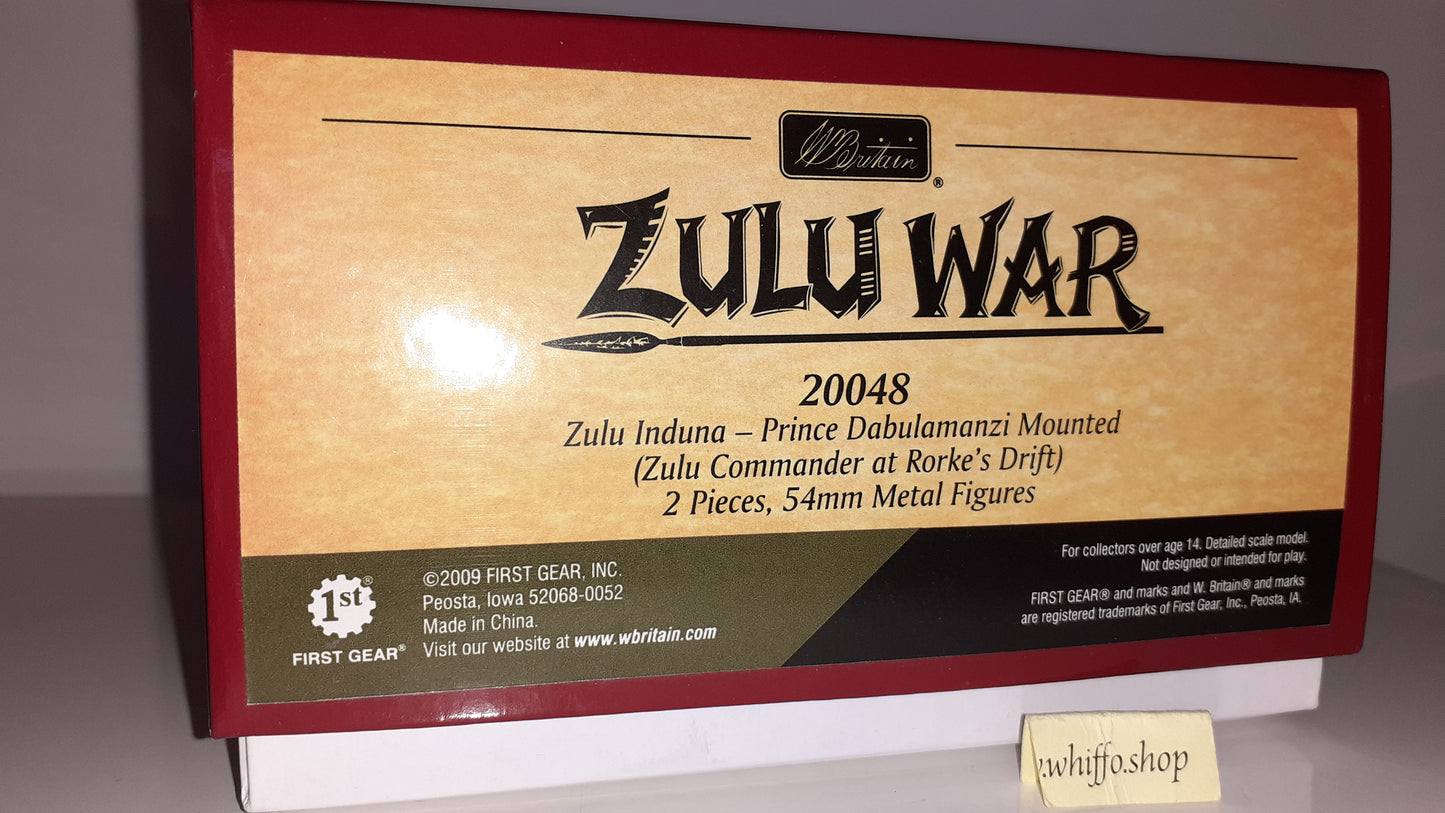 W Britain®
ZULU WAR
20048
Zulu Induna – Prince Dabulamanzi Mounted
(Zulu Commander at Rorke's Drift)
2 Pieces, 54mm Metal Figures
1st®
FIRST GEAR®
©2009 FIRST GEAR, INC.
Peosta, Iowa 52068-0052
Made in China.
Visit our website at www.wbritain.com
For collectors over age 14. Detailed scale model.
Not designed or intended for play.
FIRST GEAR® and marks and W. Britain® and marks
are registered trademarks of First Gear, Inc., Peosta, IA.
.whiffo.shop